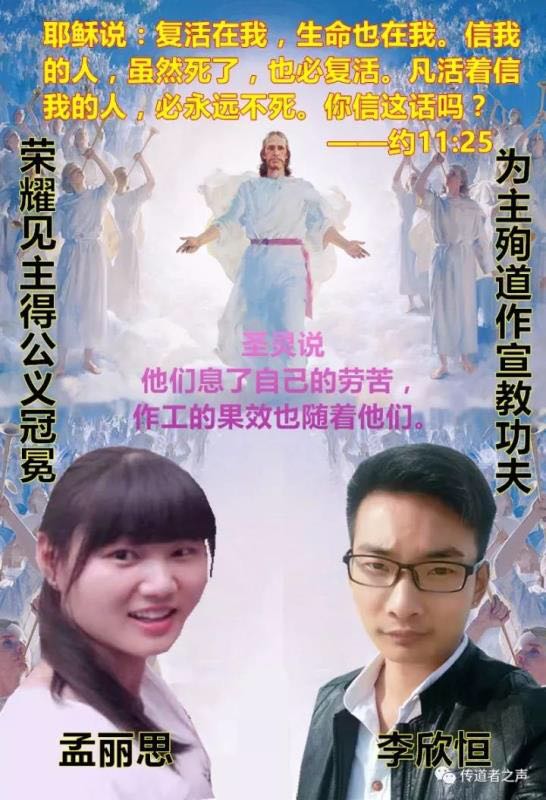 耶稣说：复活在我，生命也在我。信我
的人，虽然死了，也必复活。凡活着信
我的人，必永远不死。你信这话吗？
——约11:25
为主殉道作宣教功夫
荣耀见主得公义冠冕
圣灵说
他们息了自己的劳苦，
作工的果效也随着他们。
孟丽思
李欣恒
传道者之声